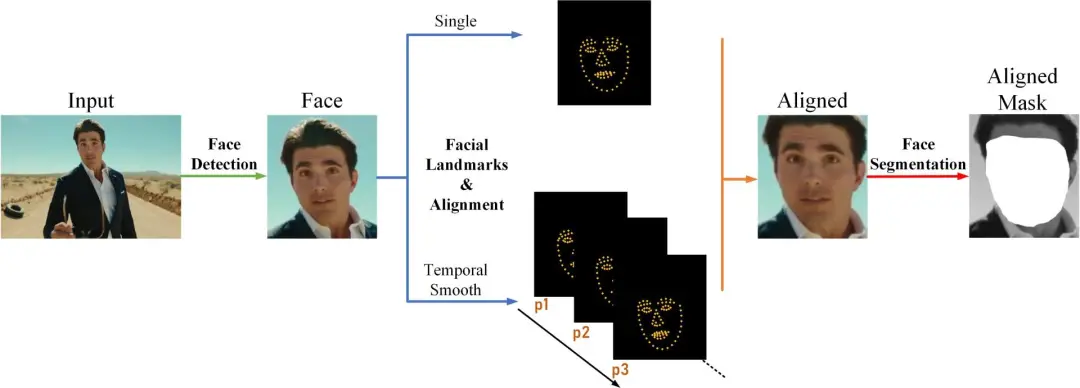 Input
Face
Detection
Face
Single
Facial
Landmarks
&
Alignment
Temporal
Smooth
p1
p2
p3
Aligned
Face
Segmentation
Aligned
Mask